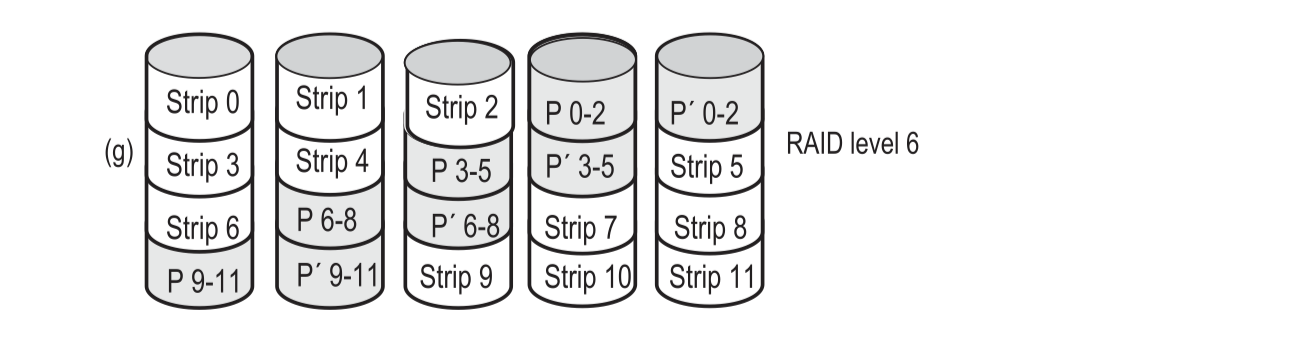 Strip 0 Strip 1 Strip 2 P 0-2 P´ 0-2
(g) Strip 3 Strip 4 P 3-5 P´ 3-5 Strip 5 RAID level 6
Strip 6 P 6-8 P´ 6-8 Strip 7 Strip 8
P 9-11 P´ 9-11 Strip 9 Strip 10 Strip 11